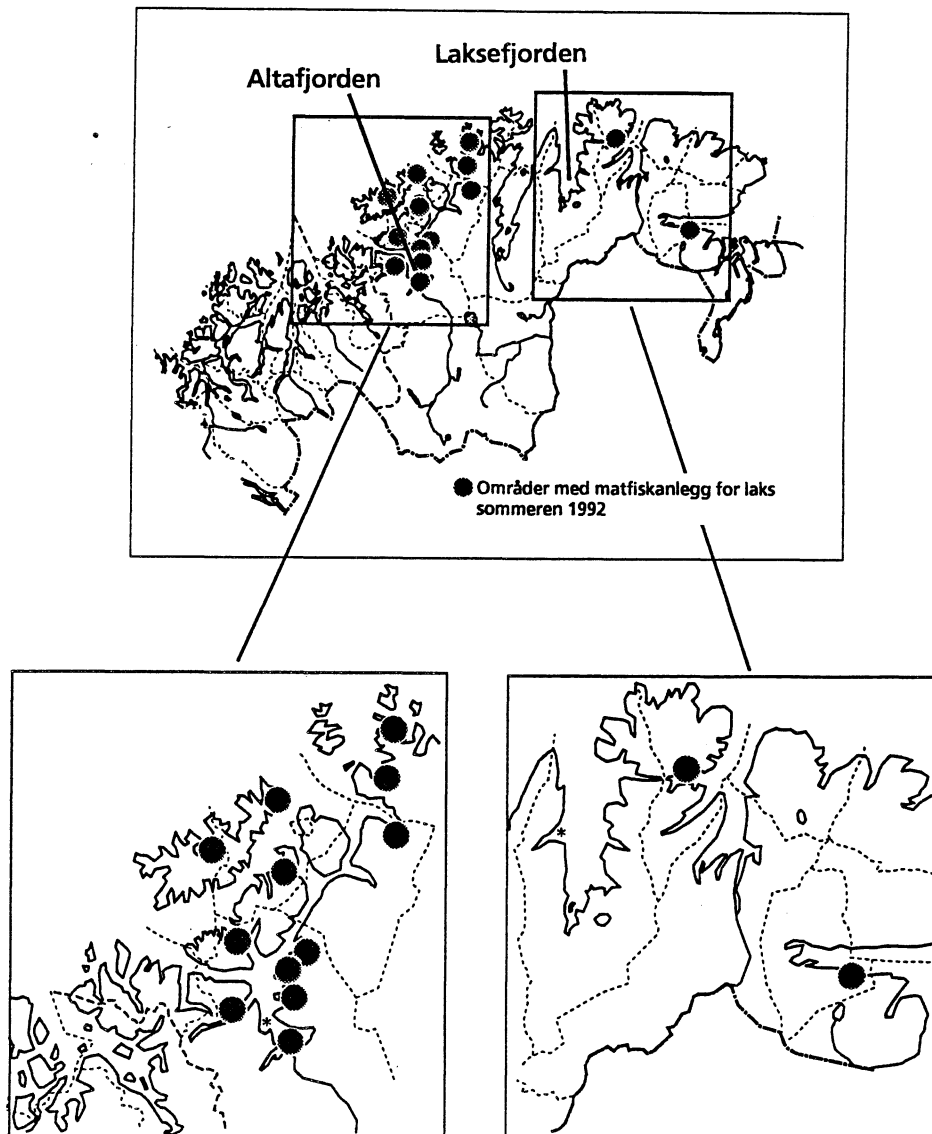 Laksefjorden
Altafjorden
Områder med matfiskanlegg for laks
sommeren 1992
*
*